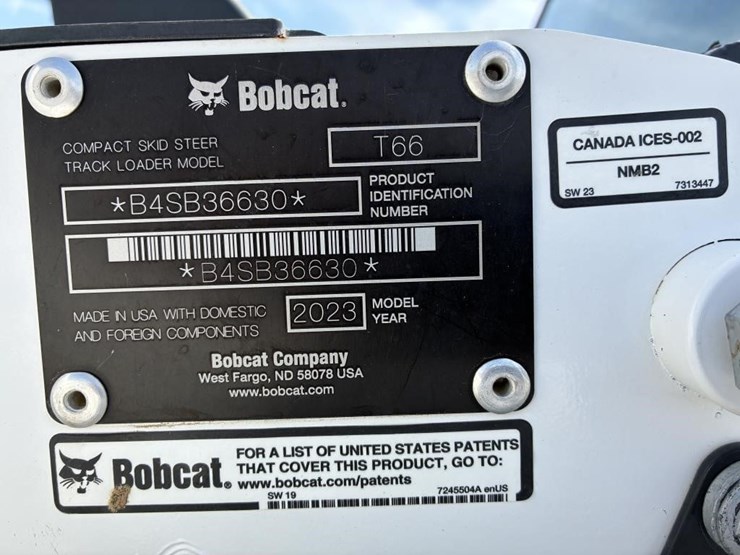 Bobcat.
COMPACT SKID STEER
TRACK LOADER MODEL
T66
*B4SB36630*
PRODUCT
IDENTIFICATION
NUMBER
*B4SB36630*
MADE IN USA WITH DOMESTIC
AND FOREIGN COMPONENTS
2023
MODEL
YEAR
Bobcat Company
West Fargo, ND 58078 USA
www.bobcat.com
CANADA ICES-002
NMB2
SW 23
7313447
Bobcat.
FOR A LIST OF UNITED STATES PATENTS
THAT COVER THIS PRODUCT, GO TO:
www.bobcat.com/patents
SW 19
7245504A enUS